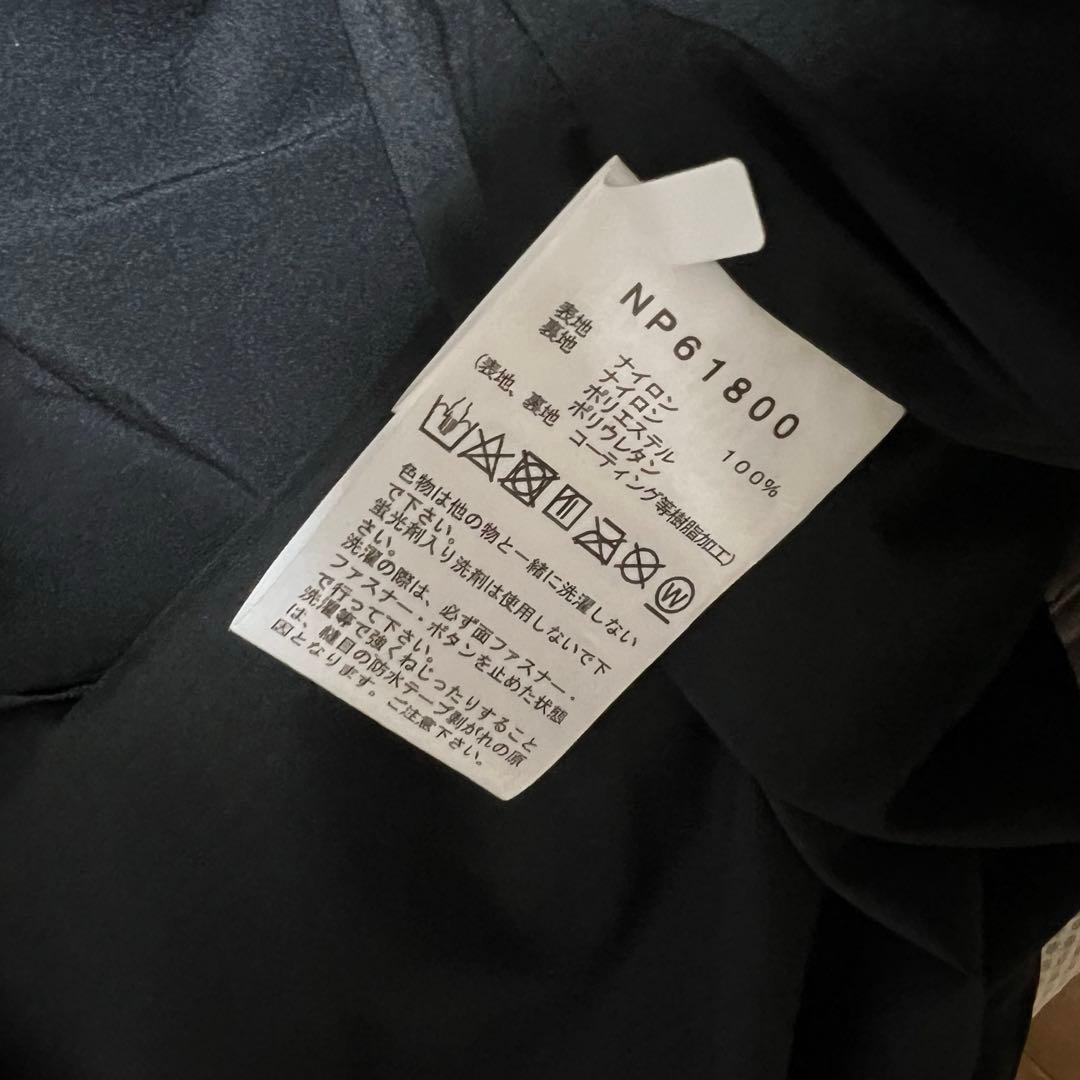 NP61800
表地 ナイロン 100%
裏地 ナイロン
ポリエステル
ポリウレタン
(表地、裏地 コーティング等樹脂加工)
W
色物は他の物と一緒に洗濯しない
で下さい。
蛍光剤入り洗剤は使用しないで下
さい。
洗濯の際は、必ず面ファスナー・
ファスナー・ボタンを止めた状態
で行って下さい。
洗濯等で強くねじったりすること
は、縫目の防水テープ剥がれの原
因となります。ご注意下さい。